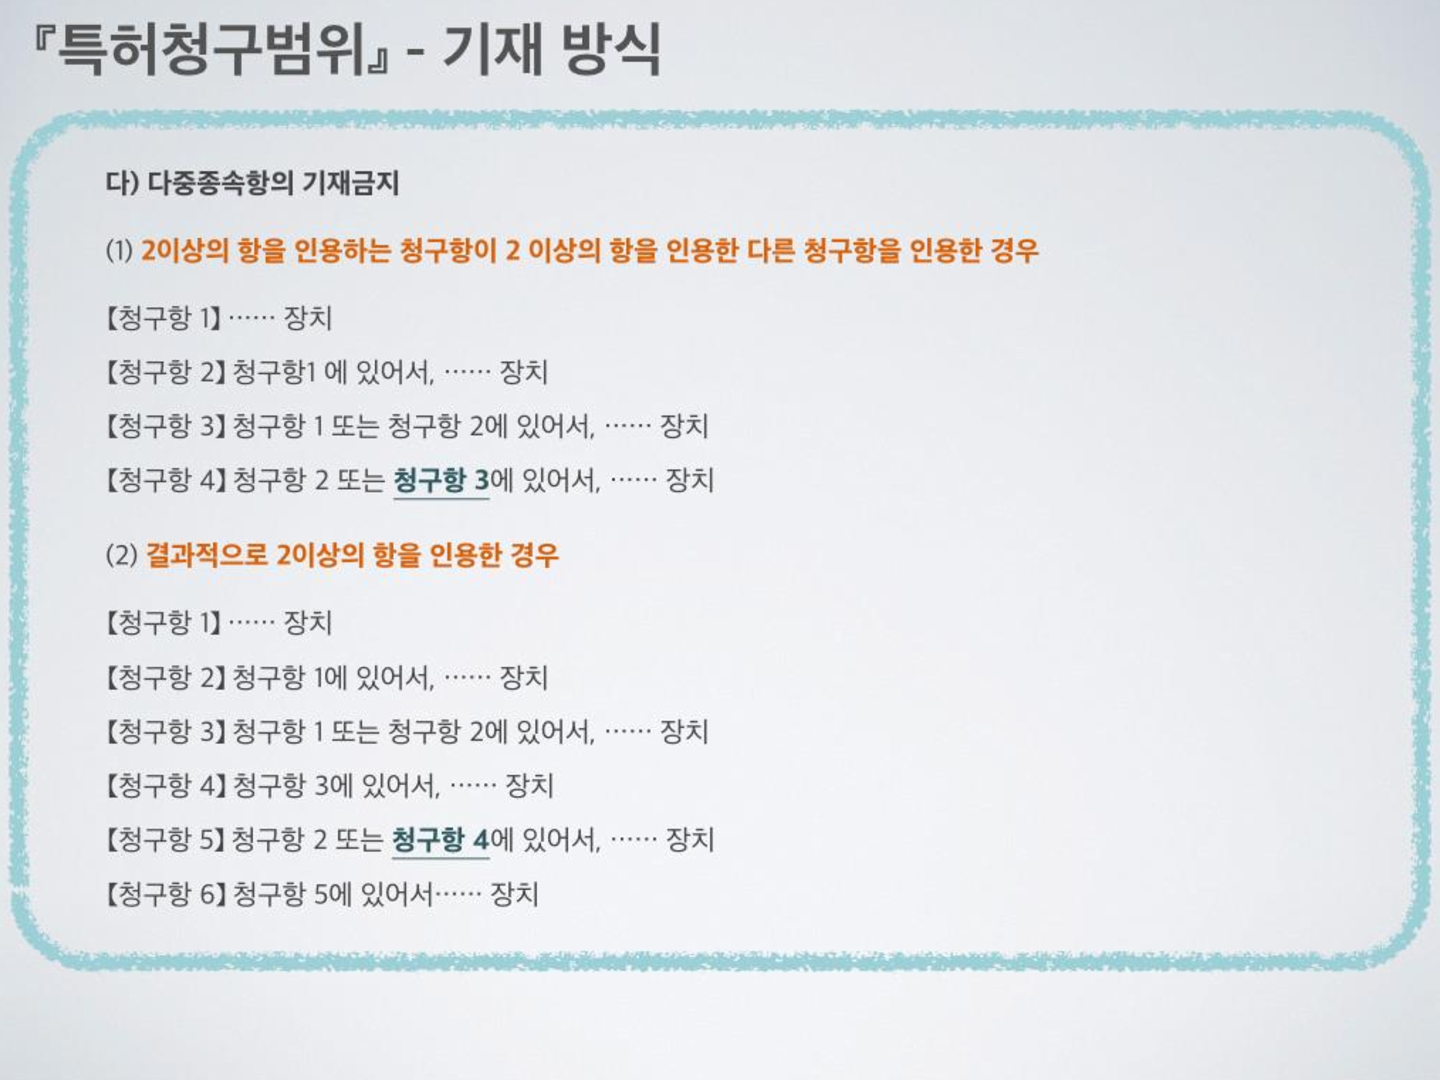 『특허청구범위』 - 기재 방식
다) 다중종속항의 기재금지
(1) 2이상의 항을 인용하는 청구항이 2 이상의 항을 인용한 다른 청구항을 인용한 경우
【청구항 1】 …… 장치
【청구항 2】 청구항1 에 있어서, …… 장치
【청구항 3】 청구항 1 또는 청구항 2에 있어서, …… 장치
【청구항 4】 청구항 2 또는 청구항 3에 있어서, …… 장치
(2) 결과적으로 2이상의 항을 인용한 경우
【청구항 1】 …… 장치
【청구항 2】 청구항 1에 있어서, …… 장치
【청구항 3】 청구항 1 또는 청구항 2에 있어서, …… 장치
【청구항 4】 청구항 3에 있어서, …… 장치
【청구항 5】 청구항 2 또는 청구항 4에 있어서, …… 장치
【청구항 6】 청구항 5에 있어서…… 장치